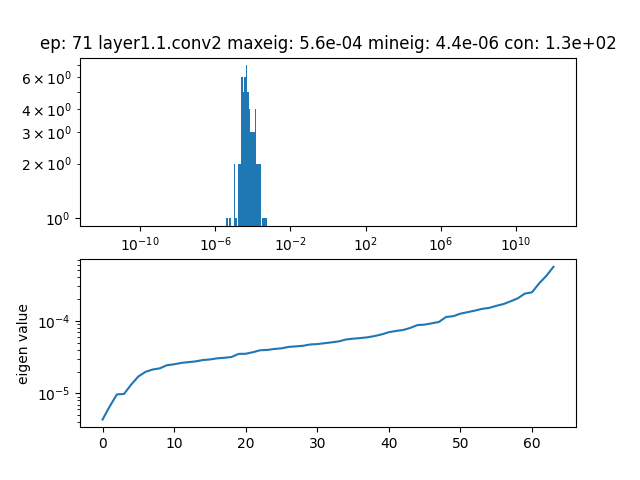 ep: 71 layer1.1.conv2 maxeig: 5.6e-04 mineig: 4.4e-06 con: 1.3e+02
6 × 10⁰
4 × 10⁰
3 × 10⁰
2 × 10⁰
10⁰
10⁻¹⁰ 10⁻⁶ 10⁻² 10² 10⁶ 10¹⁰
eigen value
10⁻⁴
10⁻⁵
0 10 20 30 40 50 60